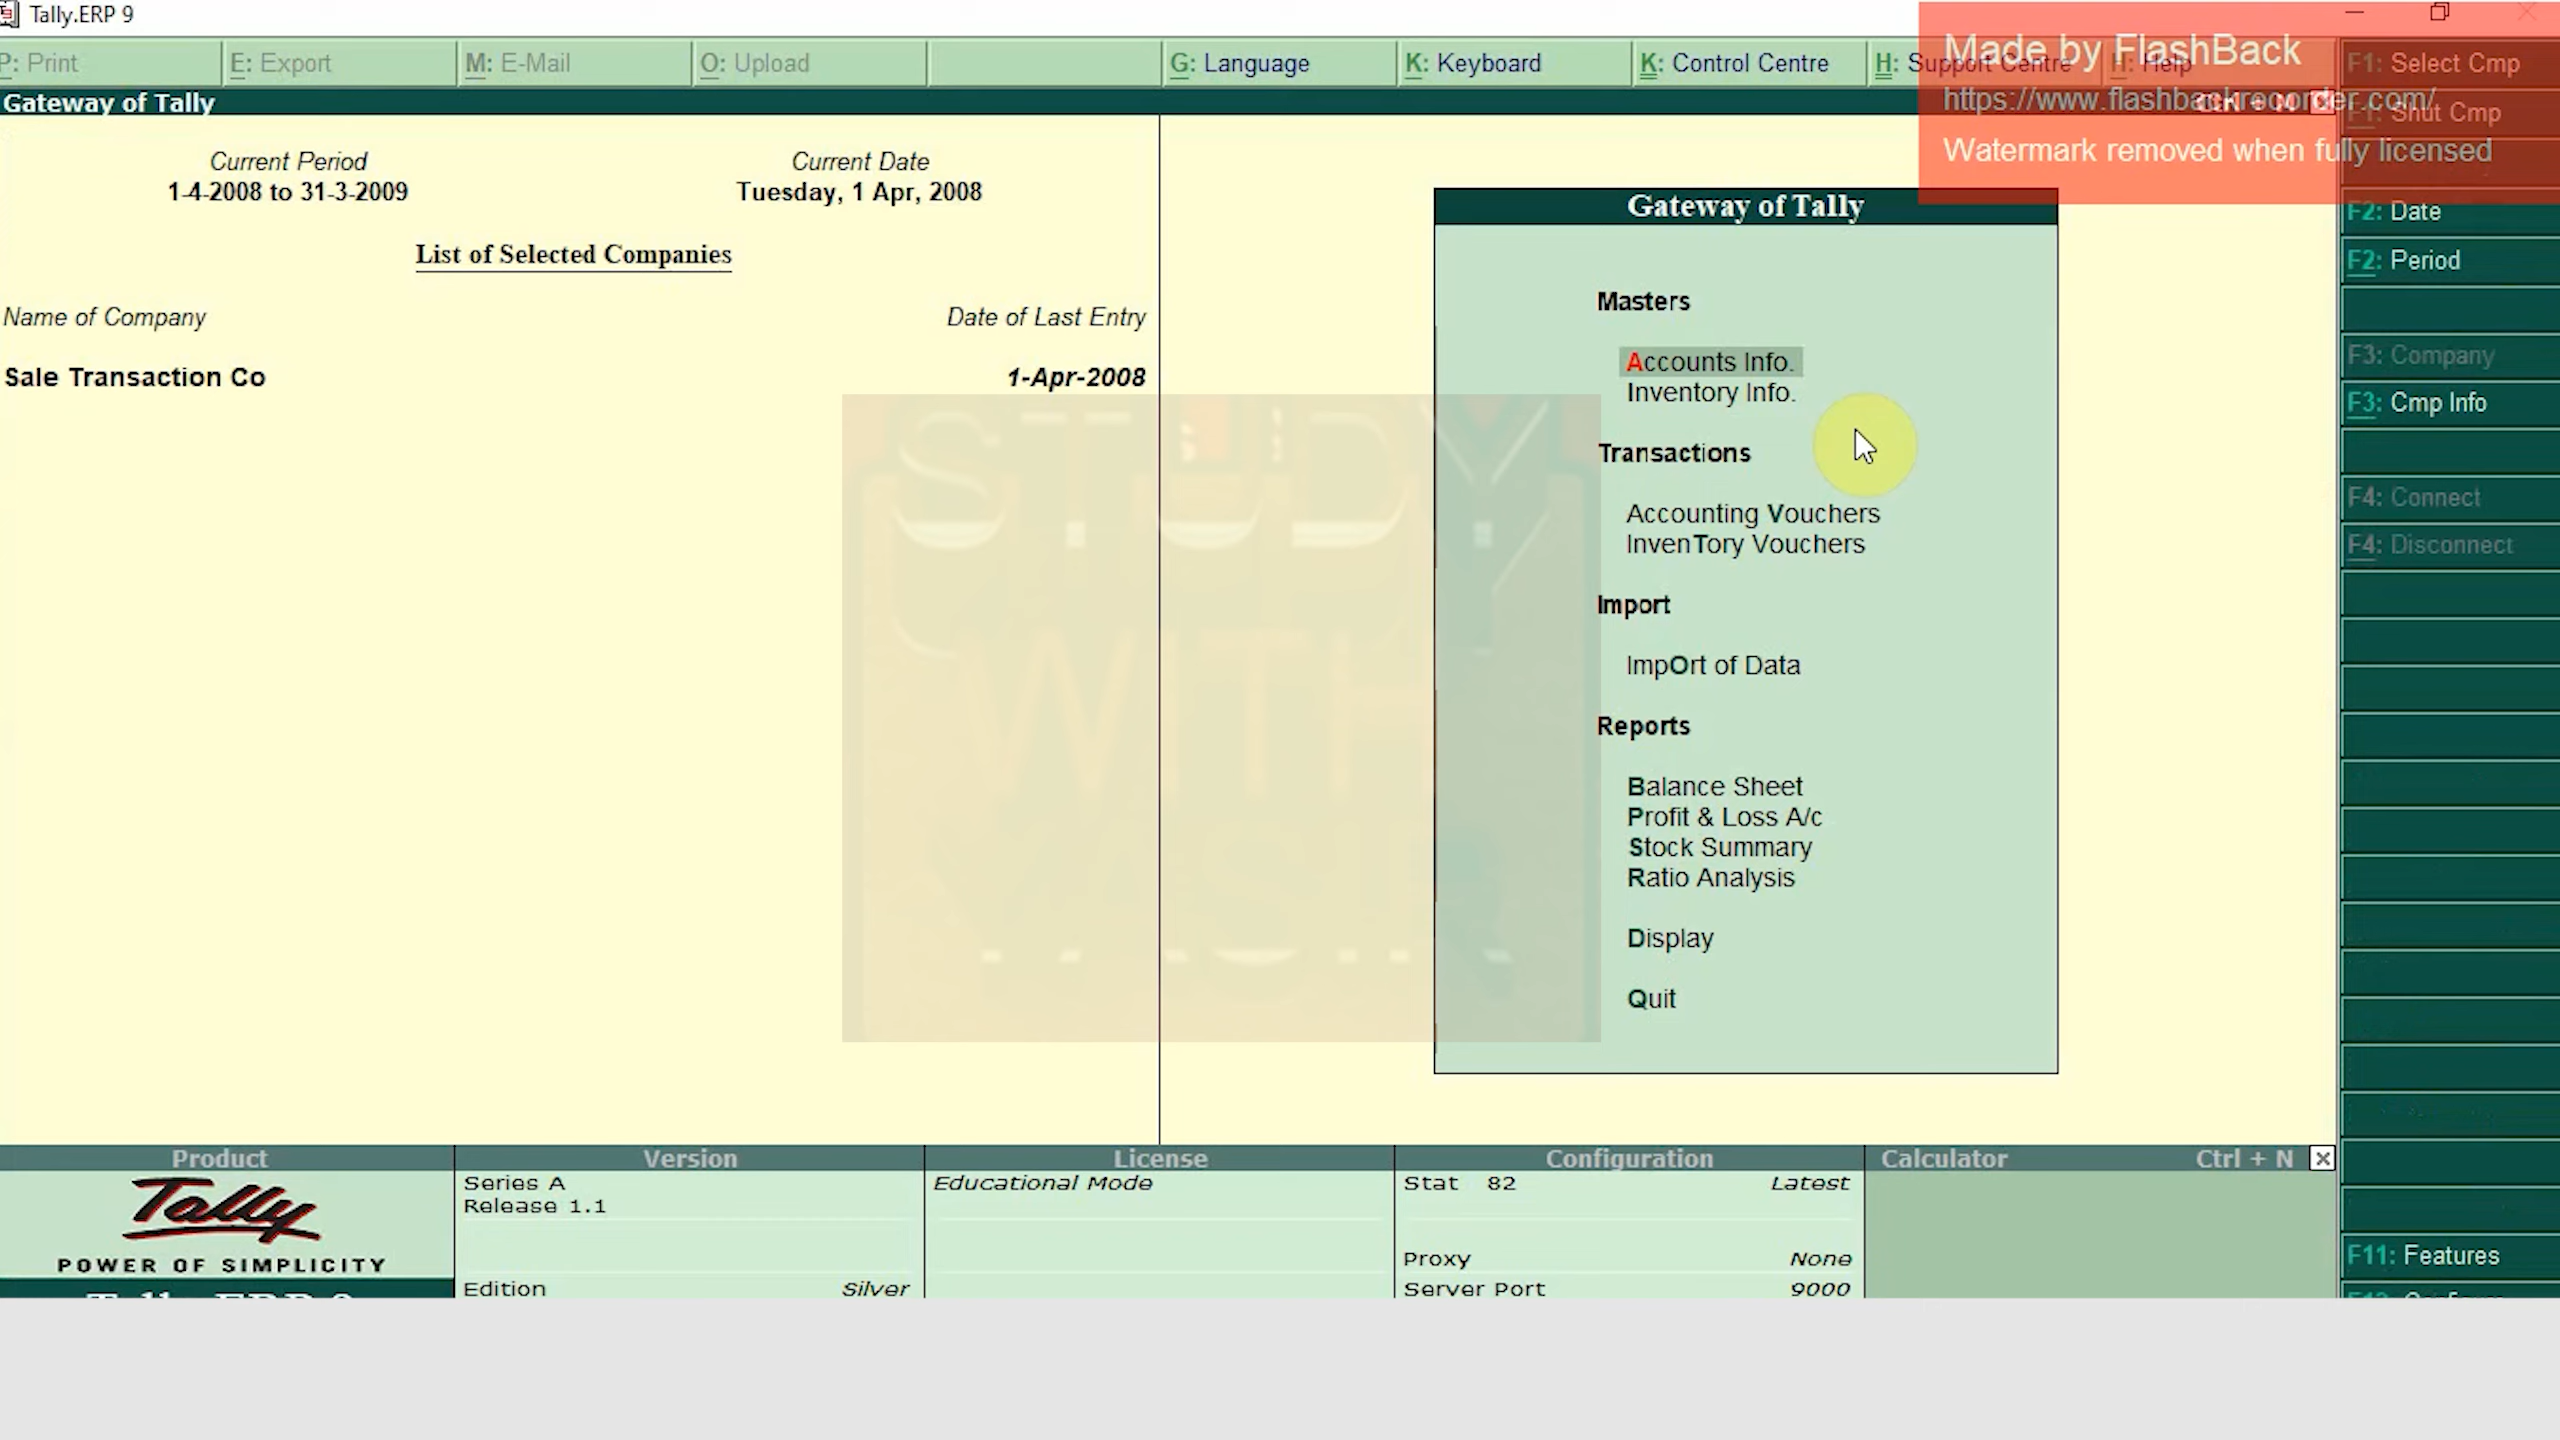 Tally.ERP 9
P: Print
E: Export
M: E-Mail
O: Upload
G: Language
K: Keyboard
K: Control Centre
H: Support Centre
H: Help
Made by FlashBack
https://www.flashbackrecorder.com/
Watermark removed when fully licensed
Gateway of Tally
Current Period
1-4-2008 to 31-3-2009
Current Date
Tuesday, 1 Apr, 2008
List of Selected Companies
Name of Company
Date of Last Entry
Sale Transaction Co
1-Apr-2008
STUDY
WITH
Gateway of Tally
Masters
Accounts Info.
Inventory Info.
Transactions
Accounting Vouchers
InvenTory Vouchers
Import
ImpOrt of Data
Reports
Balance Sheet
Profit & Loss A/c
Stock Summary
Ratio Analysis
Display
Quit
F1: Select Cmp
F1: Shut Cmp
F2: Date
F2: Period
F3: Company
F3: Cmp Info
F4: Connect
F4: Disconnect
F11: Features
Product
Tally
POWER OF SIMPLICITY
Version
Series A
Release 1.1
Edition Silver
License
Educational Mode
Configuration
Stat 82 Latest
Proxy None
Server Port 9000
Calculator Ctrl + N